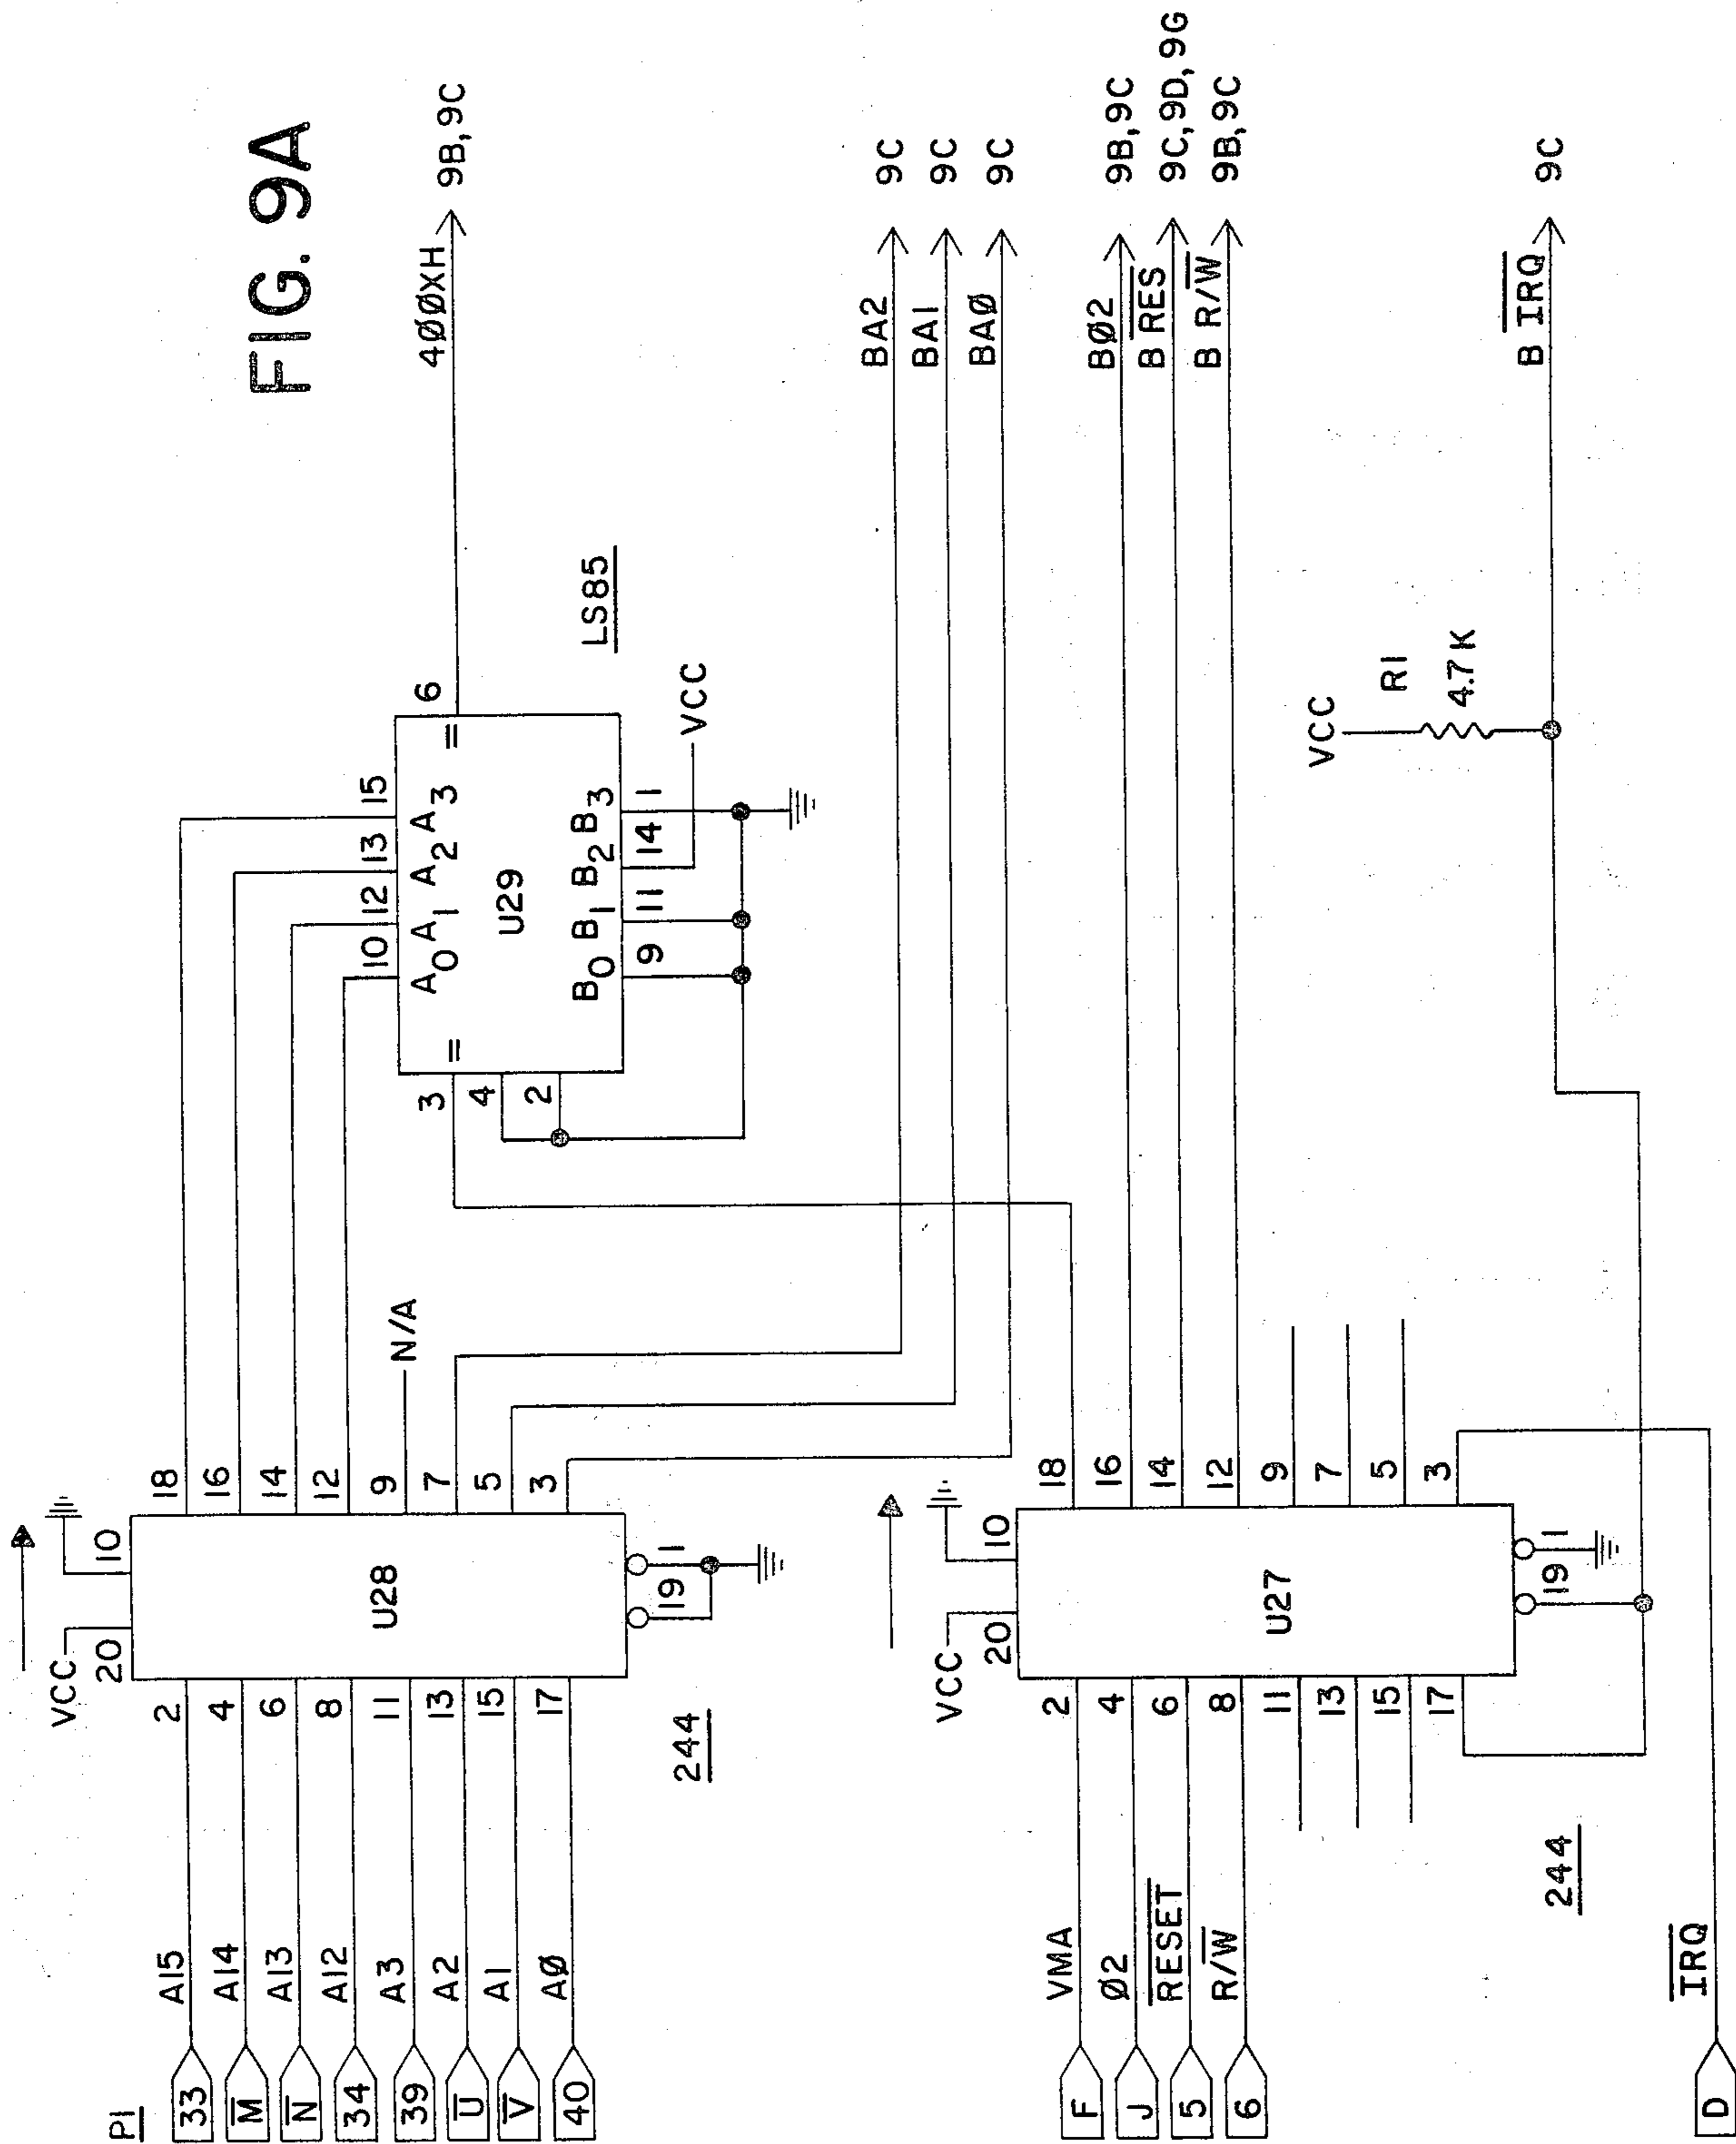 FIG. 9A
P1
33 A15 2
M̅ A14 4
N̅ A13 6
34 A12 8
39 A3 11
U̅ A2 13
V̅ A1 15
40 AØ 17
VCC
20 10
U28
18
16
14
12
9 N/A
7
5
3
19 1
244
10 12 13 15
A0 A1 A2 A3
3 = = 6
4
2
U29
B0 B1 B2 B3
9 11 14 1
VCC
LS85
4ØØXH 9B, 9C
BA2 9C
BA1 9C
BAØ 9C
F VMA 2
J Ø2 4
5 R̅E̅S̅E̅T̅ 6
6 R/W̅ 8
11
13
15
17
VCC
20 10
U27
18
16
14
12
9
7
5
3
19 1
244
BØ2 9B, 9C
B R̅E̅S̅ 9C, 9D, 9G
B R/W̅ 9B, 9C
VCC
R1
4.7K
B I̅R̅Q̅ 9C
D I̅R̅Q̅